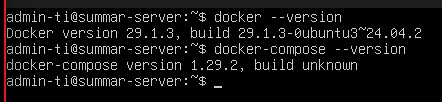 admin-ti@summar-server:~$ docker --version
Docker version 29.1.3, build 29.1.3-0ubuntu3~24.04.2
admin-ti@summar-server:~$ docker-compose --version
docker-compose version 1.29.2, build unknown
admin-ti@summar-server:~$ _